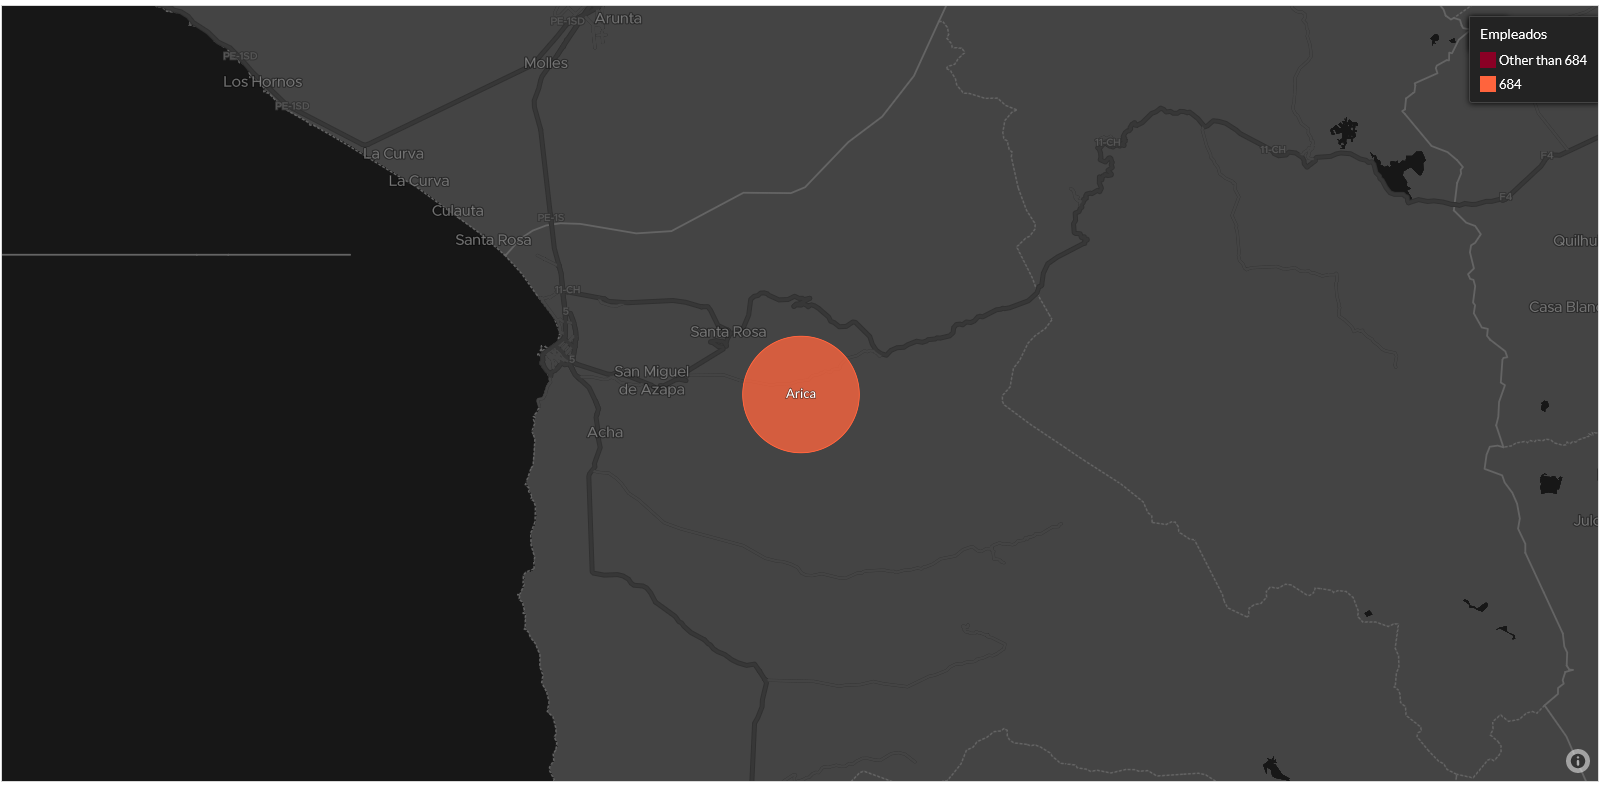 PE-1SD
Arunta
Empleados
Other than 684
684
PE-1SD
Molles
Los Hornos
PE-1SD
11-CH
11-CH
La Curva
F4
La Curva
F4
Culauta
PE-1S
Santa Rosa
Quilhu
11-CH
Casa Blan
5
Santa Rosa
5
San Miguel
de Azapa
Arica
Acha
Julo